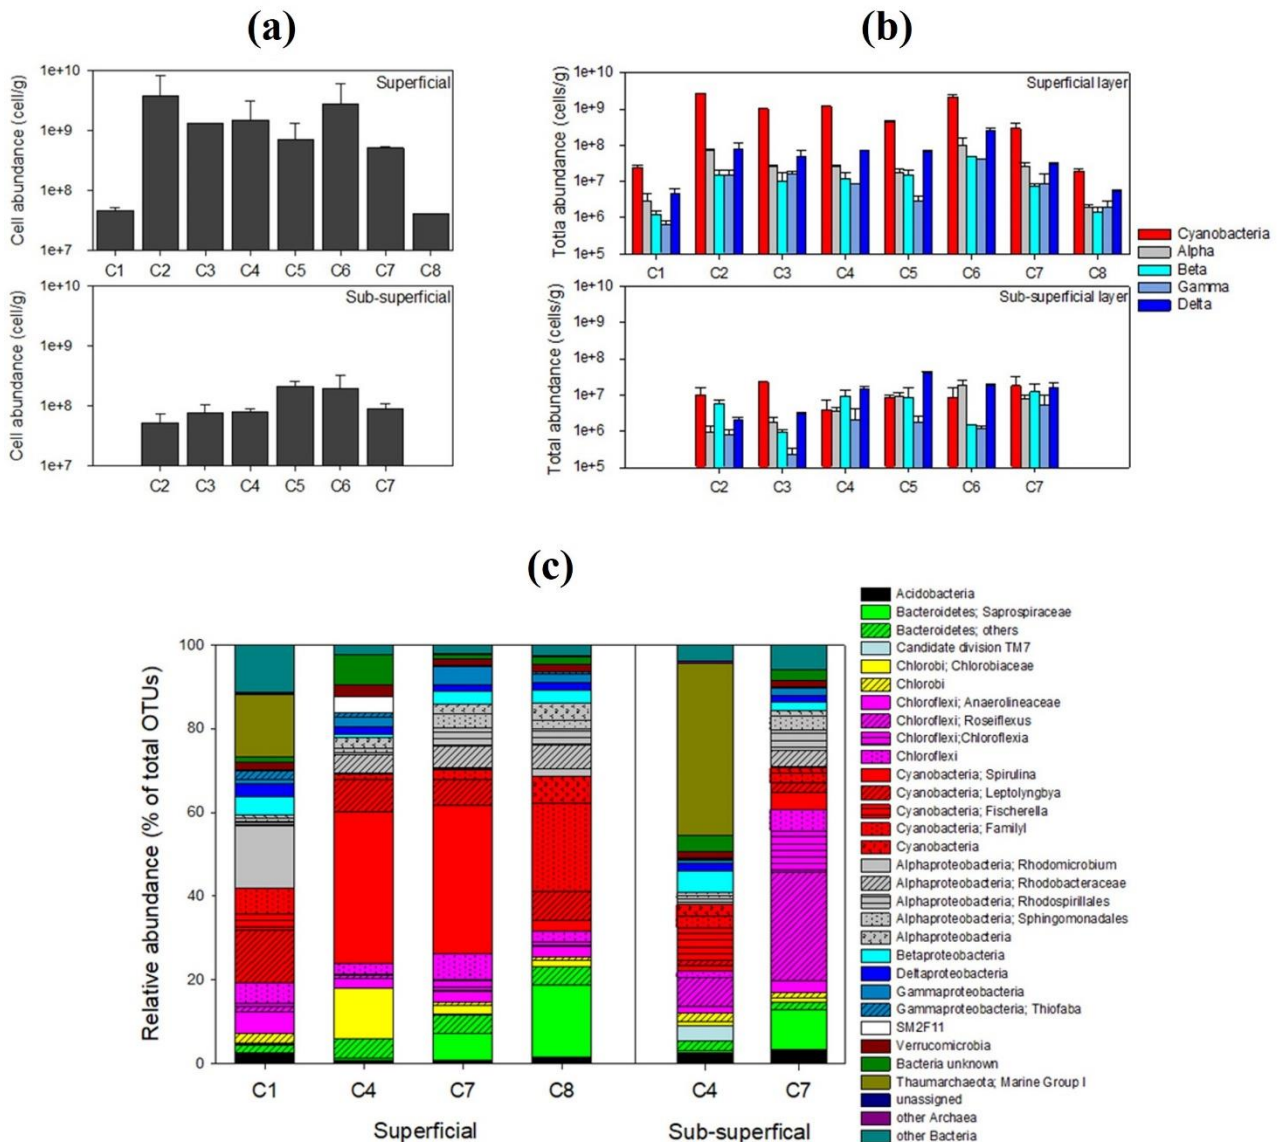 (a)
(b)
Superficial
Cell abundance (cell/g)
1e+10
1e+9
1e+8
1e+7
C1 C2 C3 C4 C5 C6 C7 C8
Sub-superficial
Cell abundance (cell/g)
1e+10
1e+9
1e+8
1e+7
C2 C3 C4 C5 C6 C7
Superficial layer
Totla abundance (cells/g)
1e+10
1e+9
1e+8
1e+7
1e+6
1e+5
C1 C2 C3 C4 C5 C6 C7 C8
Sub-superficial layer
Total abundance (cells/g)
1e+10
1e+9
1e+8
1e+7
1e+6
1e+5
C2 C3 C4 C5 C6 C7
Cyanobacteria
Alpha
Beta
Gamma
Delta
(c)
Relative abundance (% of total OTUs)
100
80
60
40
20
0
C1 C4 C7 C8 C4 C7
Superficial Sub-superfical
Acidobacteria
Bacteroidetes; Saprospiraceae
Bacteroidetes; others
Candidate division TM7
Chlorobi; Chlorobiaceae
Chlorobi
Chloroflexi; Anaerolineaceae
Chloroflexi; Roseiflexus
Chloroflexi;Chloroflexia
Chloroflexi
Cyanobacteria; Spirulina
Cyanobacteria; Leptolyngbya
Cyanobacteria; Fischerella
Cyanobacteria; FamilyI
Cyanobacteria
Alphaproteobacteria; Rhodomicrobium
Alphaproteobacteria; Rhodobacteraceae
Alphaproteobacteria; Rhodospirillales
Alphaproteobacteria; Sphingomonadales
Alphaproteobacteria
Betaproteobacteria
Deltaproteobacteria
Gammaproteobacteria
Gammaproteobacteria; Thiofaba
SM2F11
Verrucomicrobia
Bacteria unknown
Thaumarchaeota; Marine Group I
unassigned
other Archaea
other Bacteria